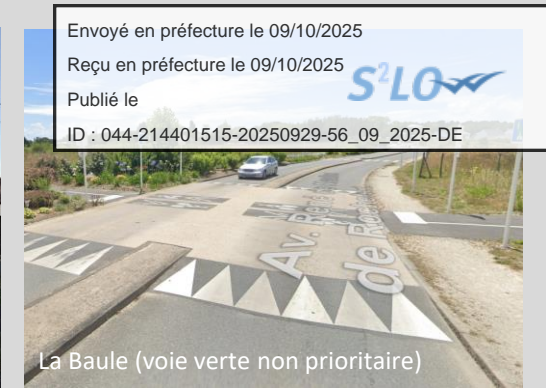 Envoyé en préfecture le 09/10/2025
Reçu en préfecture le 09/10/2025
Publié le
S²LO
ID : 044-214401515-20250929-56_09_2025-DE
La Baule (voie verte non prioritaire)